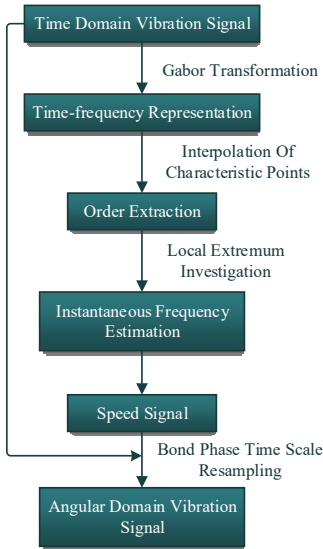 Time Domain Vibration Signal
Gabor Transformation
Time-frequency Representation
Interpolation Of
Characteristic Points
Order Extraction
Local Extremum
Investigation
Instantaneous Frequency
Estimation
Speed Signal
Bond Phase Time Scale
Resampling
Angular Domain Vibration
Signal